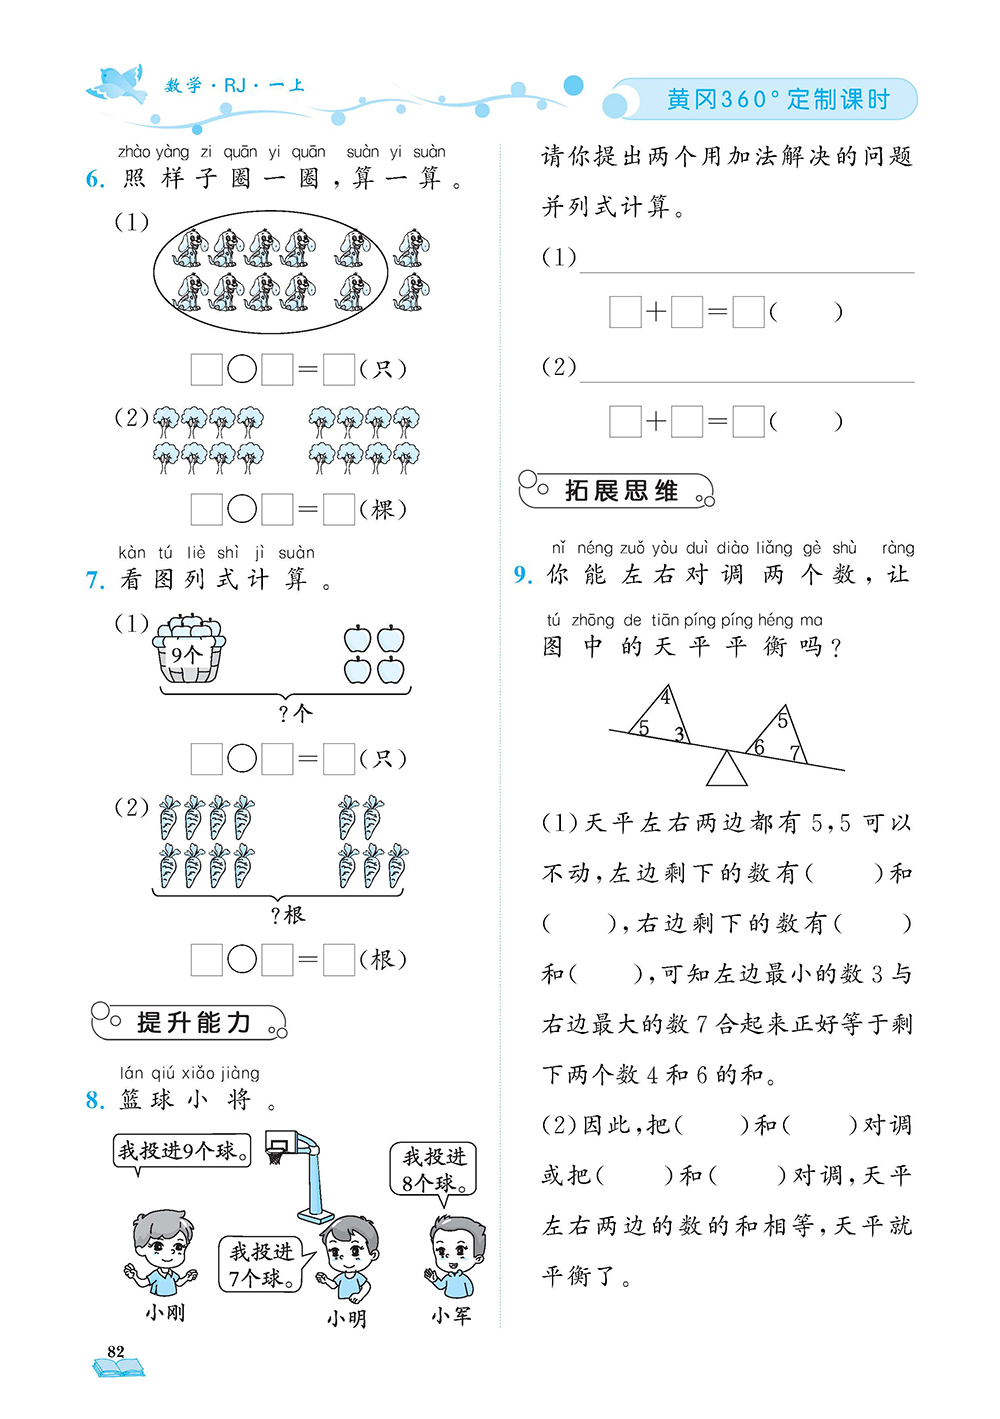 数学·RJ·一上
黄冈360°定制课时
zhào yàng zi quān yi quān suàn yi suàn
6. 照样子圈一圈，算一算。
(1)
□○□=□(只)
(2)
□○□=□(棵)
kàn tú liè shì jì suàn
7. 看图列式计算。
(1)
9个
?个
□○□=□(只)
(2)
?根
□○□=□(根)
提升能力
lán qiú xiǎo jiàng
8. 篮球小将。
我投进9个球。
我投进
8个球。
我投进
7个球。
小刚
小明
小军
82
请你提出两个用加法解决的问题
并列式计算。
(1)
□+□=□( )
(2)
□+□=□( )
拓展思维
nǐ néng zuǒ yòu duì diào liǎng gè shù ràng
9. 你能左右对调两个数，让
tú zhōng de tiān píng píng héng ma
图中的天平平衡吗？
4
5 3
5
6 7
(1)天平左右两边都有5,5可以
不动，左边剩下的数有( )和
( )，右边剩下的数有( )
和( )，可知左边最小的数3与
右边最大的数7合起来正好等于剩
下两个数4和6的和。
(2)因此，把( )和( )对调
或把( )和( )对调，天平
左右两边的数的和相等，天平就
平衡了。